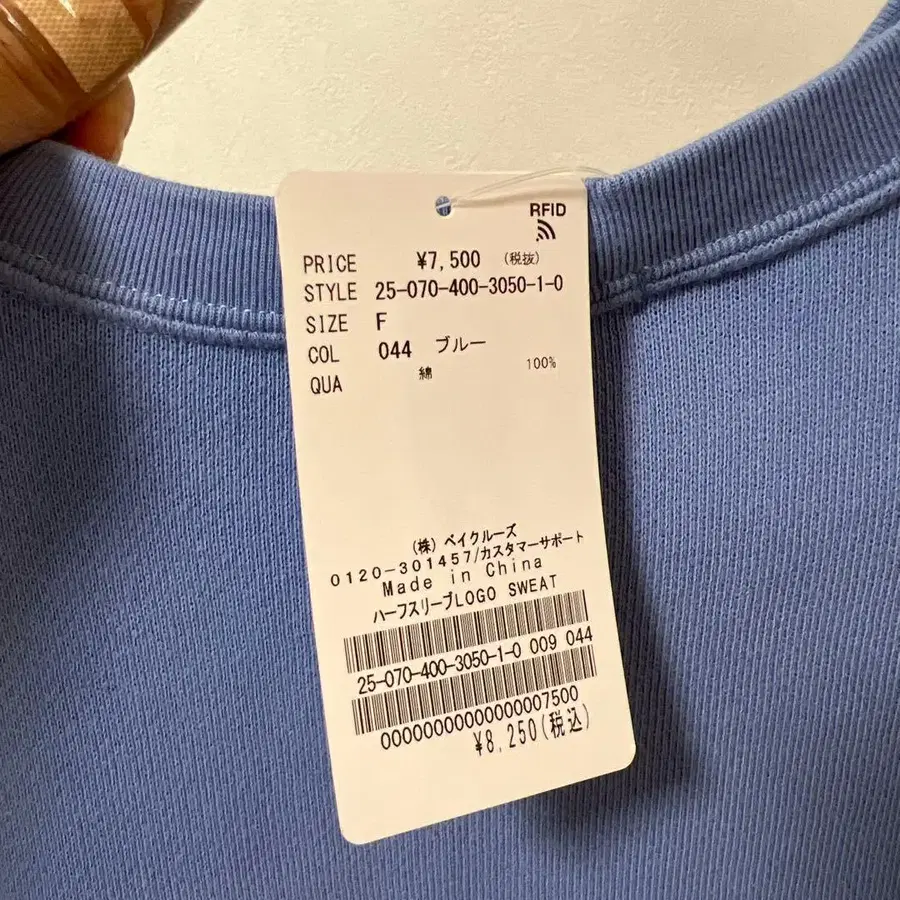 RFID
PRICE ¥7,500 (税抜)
STYLE 25-070-400-3050-1-0
SIZE F
COL 044 ブルー
QUA 綿 100%
(株) ベイクルーズ
0120-301457/カスタマーサポート
Made in China
ハーフスリーブLOGO SWEAT
25-070-400-3050-1-0 009 044
00000000000000007500
¥8,250(税込)